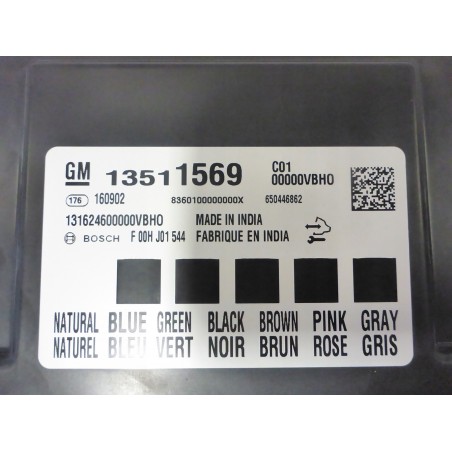 GM 13511569 C01
00000VBHO
176 160902 8360100000000X 650446862
131624600000VBHO MADE IN INDIA
BOSCH F 00H J01 544 FABRIQUE EN INDIA
NATURAL BLUE GREEN BLACK BROWN PINK GRAY
NATUREL BLEU VERT NOIR BRUN ROSE GRIS